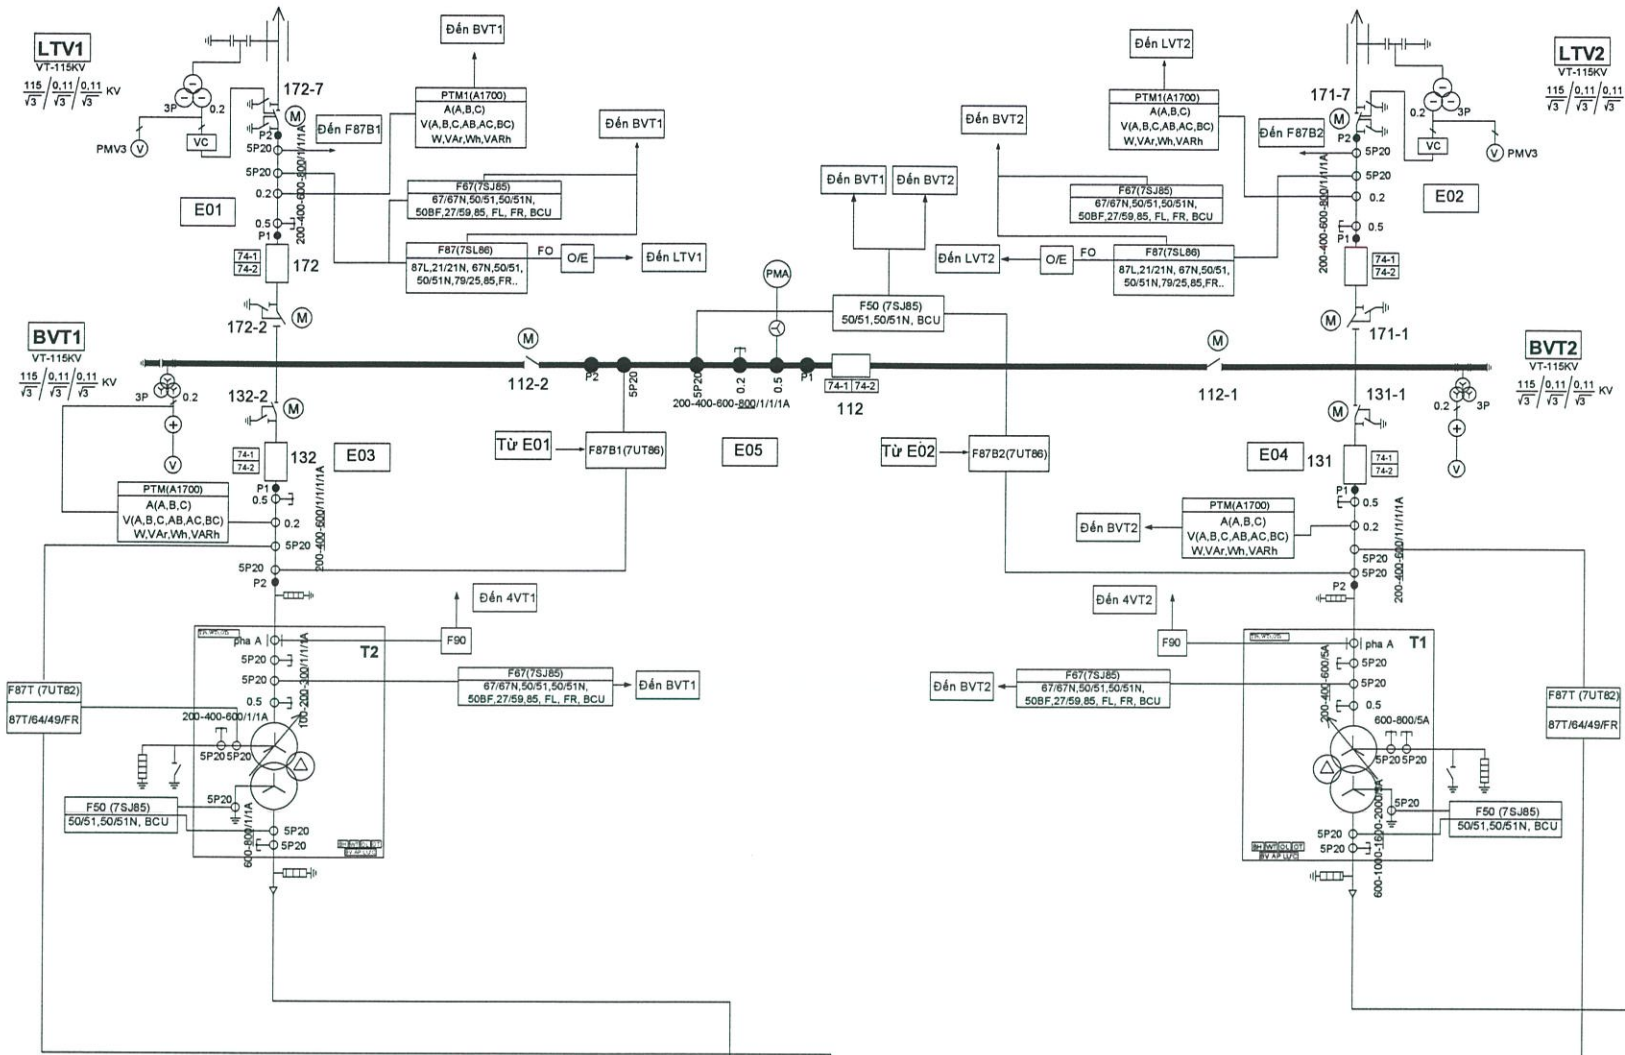 LTV1
VT-115KV
115/√3 / 0,11/√3 / 0,11/√3 KV
3P
0.2
V
PMV3
VC
172-7
M
P2
5P20
Đến F87B1
5P20
0.2
0.5
P1
200-400-600-800/1/1/1A
E01
74-1
74-2
172
172-2
M
Đến BVT1
PTM1(A1700)
A(A,B,C)
V(A,B,C,AB,AC,BC)
W,VAr,Wh,VARh
Đến BVT1
F67(7SJ85)
67/67N,50/51,50/51N,
50BF,27/59,85, FL, FR, BCU
F87(7SL86)
87L,21/21N, 67N,50/51,
50/51N,79/25,85,FR..
FO
O/E
Đến LTV1
LTV2
VT-115KV
115/√3 / 0,11/√3 / 0,11/√3
3P
0.2
V
PMV3
VC
171-7
M
P2
5P20
Đến F87B2
5P20
0.2
0.5
P1
200-400-600-800/1/1/1A
E02
74-1
74-2
171-1
M
Đến LVT2
PTM1(A1700)
A(A,B,C)
V(A,B,C,AB,AC,BC)
W,VAr,Wh,VARh
Đến BVT2
F67(7SJ85)
67/67N,50/51,50/51N,
50BF,27/59,85, FL, FR, BCU
F87(7SL86)
87L,21/21N, 67N,50/51,
50/51N,79/25,85,FR..
FO
O/E
Đến LVT2
Đến BVT1
Đến BVT2
F50 (7SJ85)
50/51,50/51N, BCU
PMA
BVT1
VT-115KV
115/√3 / 0,11/√3 / 0,11/√3 KV
3P
0.2
+
V
M
112-2
P2
5P20
5P20
0.2
0.5
P1
200-400-600-800/1/1/1A
74-1
74-2
112
M
112-1
BVT2
VT-115KV
115/√3 / 0,11/√3 / 0,11/√3 KV
0.2
3P
+
V
132-2
M
74-1
74-2
132
E03
Từ E01
F87B1(7UT86)
E05
Từ E02
F87B2(7UT86)
131-1
M
E04
131
74-1
74-2
P1
0.5
0.2
5P20
5P20
P2
200-400-600/1/1/1/1A
PTM(A1700)
A(A,B,C)
V(A,B,C,AB,AC,BC)
W,VAr,Wh,VARh
P1
0.5
0.2
5P20
5P20
P2
200-400-600/1/1/1/1A
PTM(A1700)
A(A,B,C)
V(A,B,C,AB,AC,BC)
W,VAr,Wh,VARh
Đến BVT2
Đến 4VT1
F90
pha A
T2
5P20
5P20
0.5
100-200-300/1/1/1A
F67(7SJ85)
67/67N,50/51,50/51N,
50BF,27/59,85, FL, FR, BCU
Đến BVT1
F87T (7UT82)
87T/64/49/FR
200-400-600/1/1A
5P20
5P20
5P20
F50 (7SJ85)
50/51,50/51N, BCU
5P20
5P20
600-800/1/1A
Đến 4VT2
F90
pha A
T1
5P20
5P20
0.5
200-400-600/5A
Đến BVT2
F67(7SJ85)
67/67N,50/51,50/51N,
50BF,27/59,85, FL, FR, BCU
F87T (7UT82)
87T/64/49/FR
600-800/5A
5P20
5P20
5P20
F50 (7SJ85)
50/51,50/51N, BCU
5P20
5P20
600-1000-1600-2000/5A